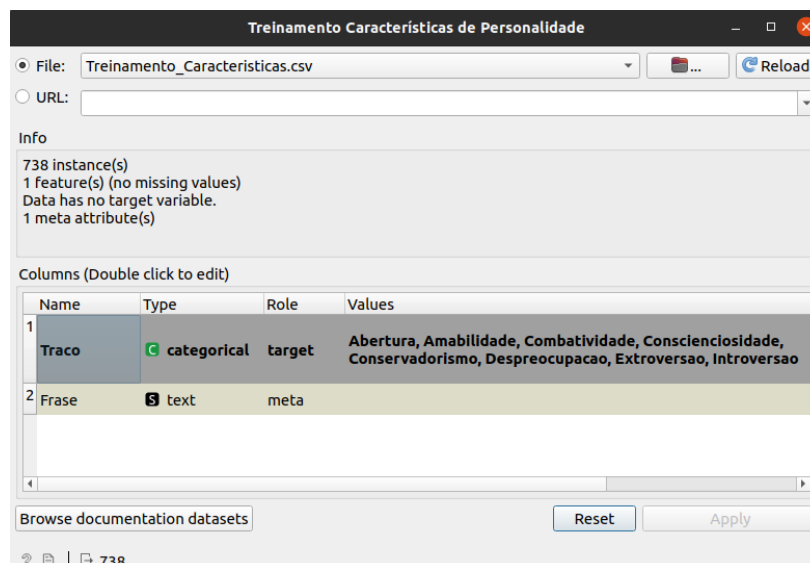 Treinamento Características de Personalidade
File: Treinamento_Caracteristicas.csv ... Reload
URL:
Info
738 instance(s)
1 feature(s) (no missing values)
Data has no target variable.
1 meta attribute(s)
Columns (Double click to edit)
Name Type Role Values
1 Traco C categorical target Abertura, Amabilidade, Combatividade, Conscienciosidade,
Conservadorismo, Despreocupacao, Extroversao, Introversao
2 Frase S text meta
Browse documentation datasets Reset Apply
? 738